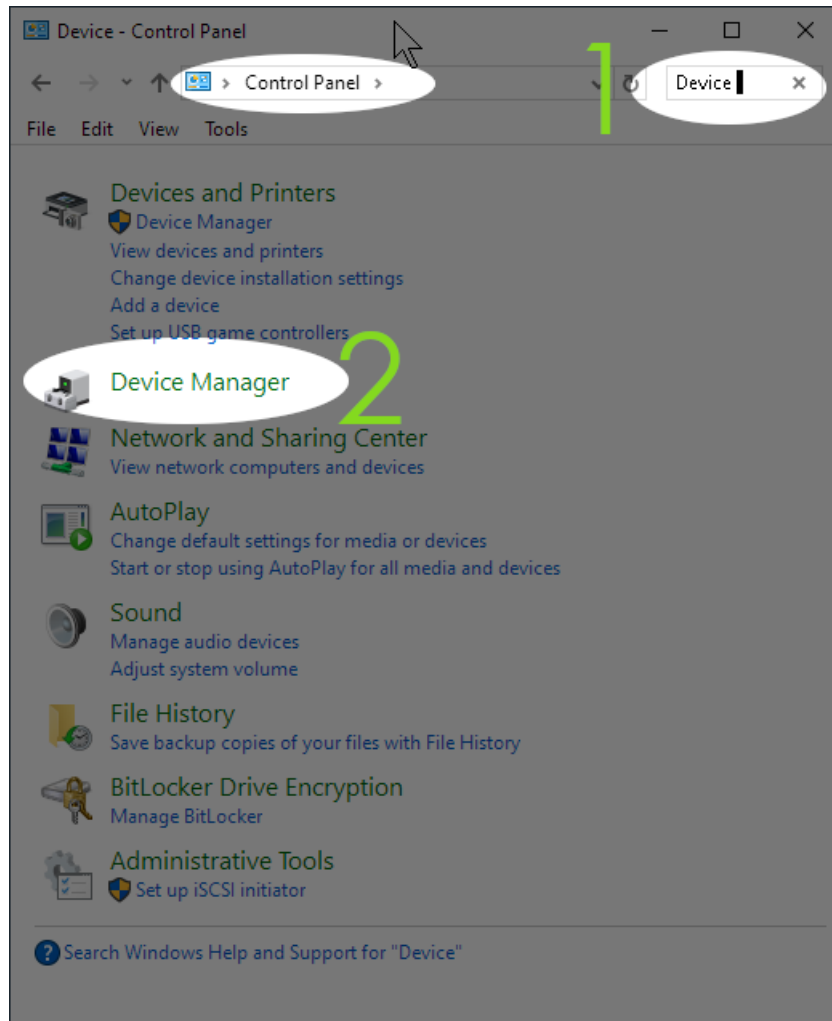 Device - Control Panel
Control Panel
1
Device
File Edit View Tools
Devices and Printers
Device Manager
View devices and printers
Change device installation settings
Add a device
Set up USB game controllers
2
Device Manager
Network and Sharing Center
View network computers and devices
AutoPlay
Change default settings for media or devices
Start or stop using AutoPlay for all media and devices
Sound
Manage audio devices
Adjust system volume
File History
Save backup copies of your files with File History
BitLocker Drive Encryption
Manage BitLocker
Administrative Tools
Set up iSCSI initiator
Search Windows Help and Support for "Device"